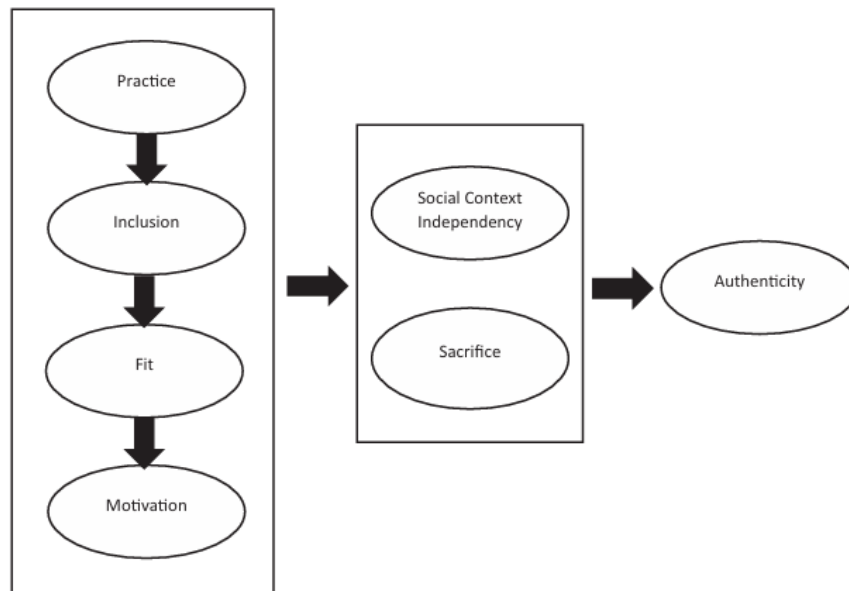 Practice
Inclusion
Fit
Motivation
Social Context
Independency
Sacrifice
Authenticity